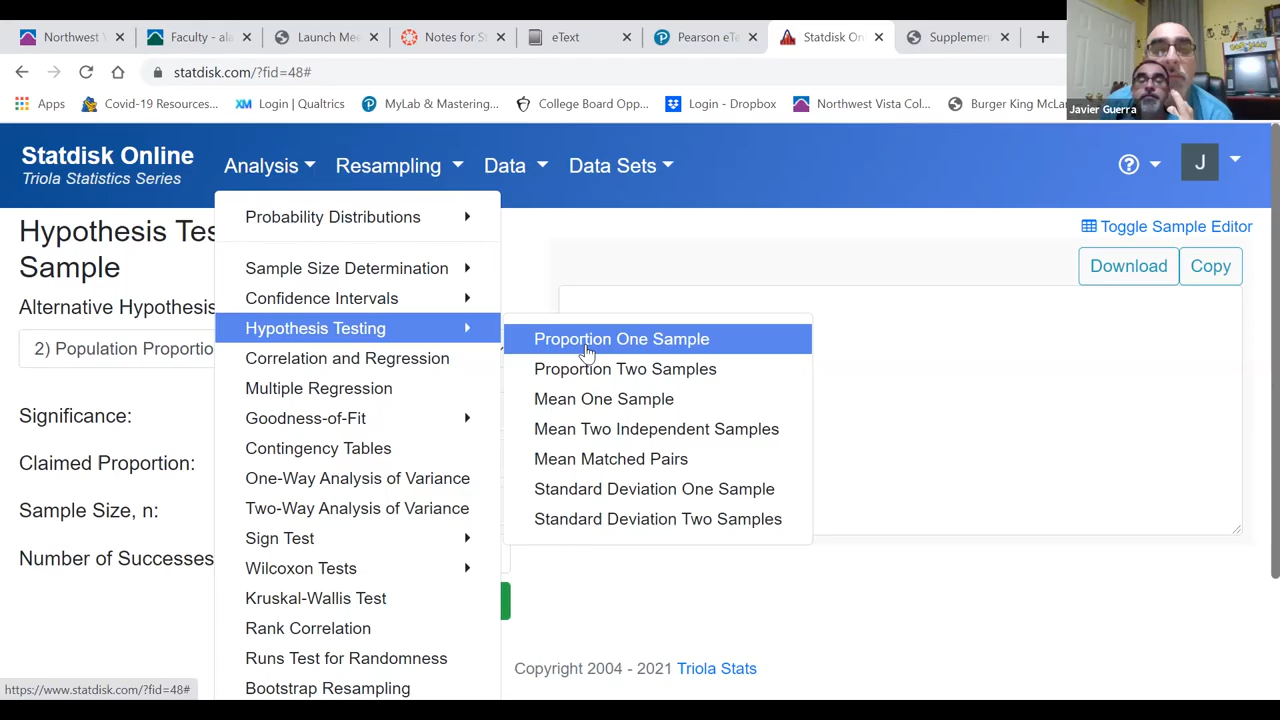 Northwest V
Faculty - ala
Launch Mee
Notes for St
eText
Pearson eTe
Statdisk On
Supplemen
statdisk.com/?fid=48#
Javier Guerra
Apps
Covid-19 Resources...
XM Login | Qualtrics
MyLab & Mastering...
College Board Opp...
Login - Dropbox
Northwest Vista Col...
Burger King McLar
Statdisk Online
Triola Statistics Series
Analysis
Resampling
Data
Data Sets
J
Hypothesis Tes
Sample
Alternative Hypothesis
2) Population Proportio
Significance:
Claimed Proportion:
Sample Size, n:
Number of Successes
Probability Distributions
Sample Size Determination
Confidence Intervals
Hypothesis Testing
Correlation and Regression
Multiple Regression
Goodness-of-Fit
Contingency Tables
One-Way Analysis of Variance
Two-Way Analysis of Variance
Sign Test
Wilcoxon Tests
Kruskal-Wallis Test
Rank Correlation
Runs Test for Randomness
Bootstrap Resampling
Proportion One Sample
Proportion Two Samples
Mean One Sample
Mean Two Independent Samples
Mean Matched Pairs
Standard Deviation One Sample
Standard Deviation Two Samples
Toggle Sample Editor
Download
Copy
Copyright 2004 - 2021 Triola Stats
https://www.statdisk.com/?fid=48#